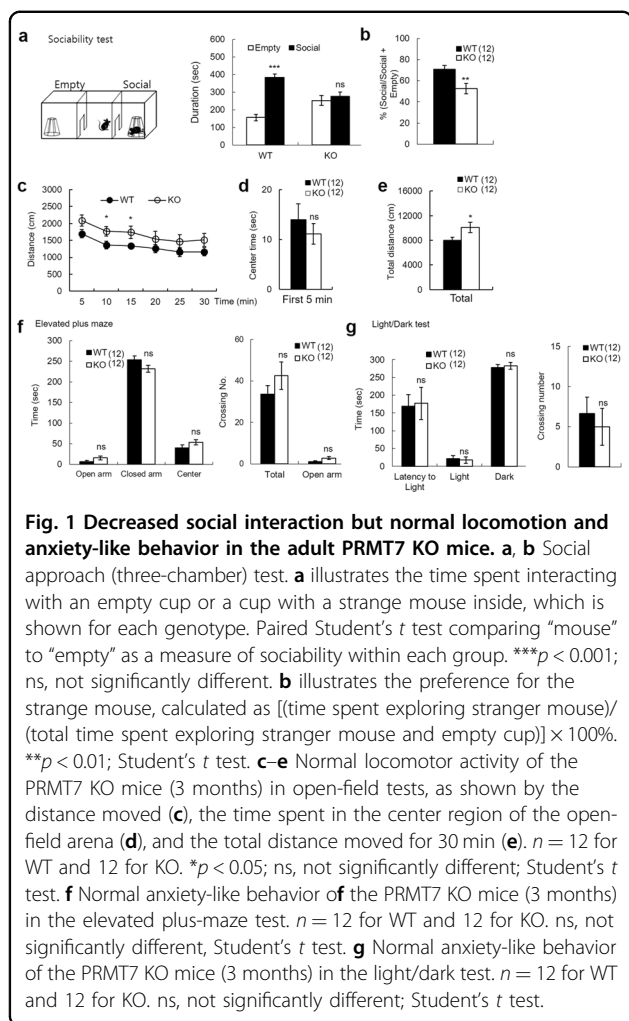 a Sociability test
Empty Social
Empty Social
Duration (sec)
600
500
400
300
200
100
0
***
ns
WT KO
b
WT (12)
KO (12)
% (Social/Social +
Empty)
100
80
60
40
20
0
**
c
WT KO
Distance (cm)
3000
2500
2000
1500
1000
500
0
* *
5 10 15 20 25 30 Time (min)
d
WT (12)
KO (12)
Center time (sec)
24
12
0
ns
First 5 min
e
WT (12)
KO (12)
Total distance (cm)
16000
12000
8000
4000
0
*
Total
f Elevated plus maze
WT (12)
KO (12)
Time (sec)
300
250
200
150
100
50
0
ns
ns
ns
Open arm Closed arm Center
Crossing No.
60
40
20
0
ns
ns
Total Open arm
g Light/Dark test
WT (12)
KO (12)
Time (sec)
300
250
200
150
100
50
0
ns
ns
ns
Latency to
Light
Light Dark
WT (12)
KO (12)
Crossing number
15
10
5
0
ns
Fig. 1 Decreased social interaction but normal locomotion and
anxiety-like behavior in the adult PRMT7 KO mice. a, b Social
approach (three-chamber) test. a illustrates the time spent interacting
with an empty cup or a cup with a strange mouse inside, which is
shown for each genotype. Paired Student’s t test comparing “mouse”
to “empty” as a measure of sociability within each group. ***p < 0.001;
ns, not significantly different. b illustrates the preference for the
strange mouse, calculated as [(time spent exploring stranger mouse)/
(total time spent exploring stranger mouse and empty cup)] × 100%.
**p < 0.01; Student’s t test. c–e Normal locomotor activity of the
PRMT7 KO mice (3 months) in open-field tests, as shown by the
distance moved (c), the time spent in the center region of the open-
field arena (d), and the total distance moved for 30 min (e). n = 12 for
WT and 12 for KO. *p < 0.05; ns, not significantly different; Student’s t
test. f Normal anxiety-like behavior of the PRMT7 KO mice (3 months)
in the elevated plus-maze test. n = 12 for WT and 12 for KO. ns, not
significantly different, Student’s t test. g Normal anxiety-like behavior
of the PRMT7 KO mice (3 months) in the light/dark test. n = 12 for WT
and 12 for KO. ns, not significantly different; Student’s t test.